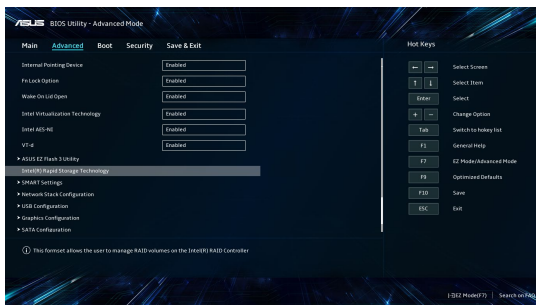 ASUS BIOS Utility - Advanced Mode
Main Advanced Boot Security Save & Exit
Hot Keys
Internal Pointing Device Enabled
Fn Lock Option Enabled
Wake On Lid Open Enabled
Intel Virtualization Technology Enabled
Intel AES-NI Enabled
VT-d Enabled
> ASUS EZ Flash 3 Utility
Intel(R) Rapid Storage Technology
> SMART Settings
> Network Stack Configuration
> USB Configuration
> Graphics Configuration
> SATA Configuration
i This formset allows the user to manage RAID volumes on the Intel(R) RAID Controller
← → Select Screen
↑ ↓ Select Item
Enter Select
+ - Change Option
Tab Switch to hokey list
F1 General Help
F7 EZ Mode/Advanced Mode
F9 Optimized Defaults
F10 Save
ESC Exit
[-]EZ Mode(F7) | Search on FAQ